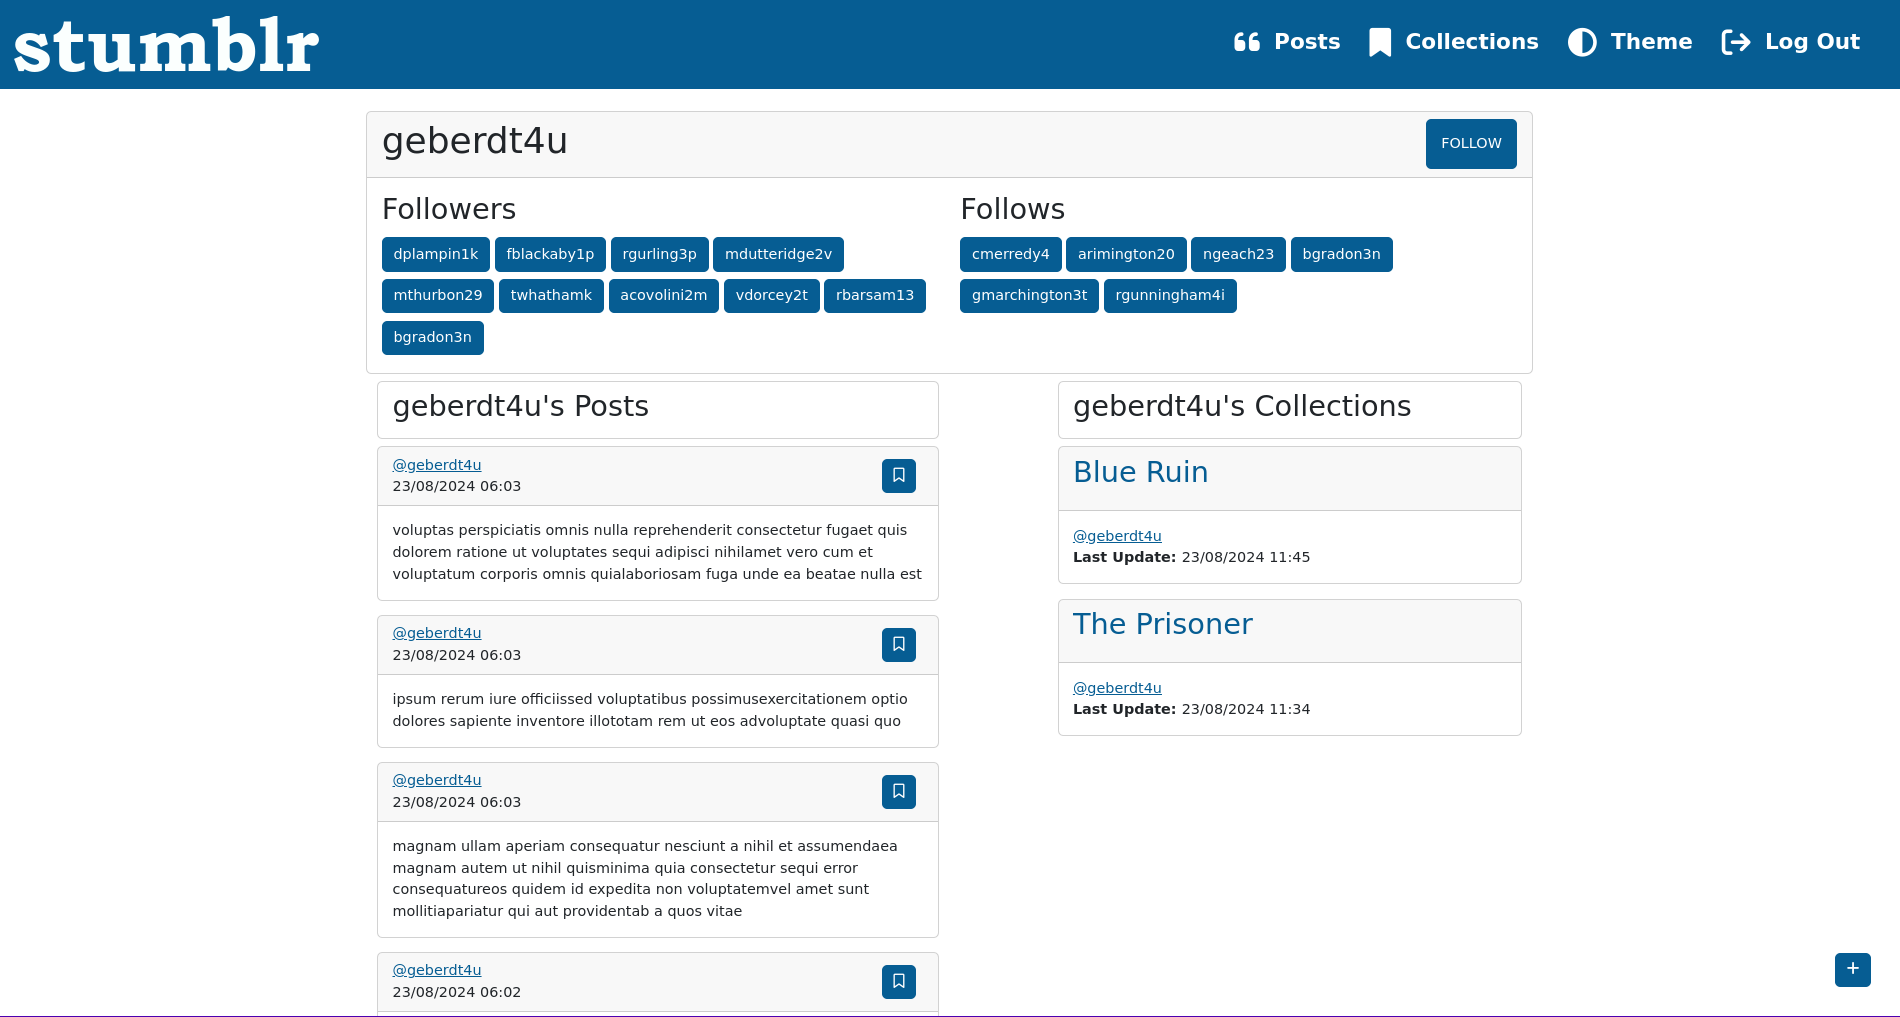 stumblr
Posts
Collections
Theme
Log Out
geberdt4u
FOLLOW
Followers
dplampin1k fblackaby1p rgurling3p mdutteridge2v
mthurbon29 twhathamk acovolini2m vdorcey2t rbarsam13
bgradon3n
Follows
cmerredy4 arimington20 ngeach23 bgradon3n
gmarchington3t rgunningham4i
geberdt4u's Posts
@geberdt4u
23/08/2024 06:03
voluptas perspiciatis omnis nulla reprehenderit consectetur fugaet quis
dolorem ratione ut voluptates sequi adipisci nihilamet vero cum et
voluptatum corporis omnis quialaboriosam fuga unde ea beatae nulla est
@geberdt4u
23/08/2024 06:03
ipsum rerum iure officiissed voluptatibus possimusexercitationem optio
dolores sapiente inventore illototam rem ut eos advoluptate quasi quo
@geberdt4u
23/08/2024 06:03
magnam ullam aperiam consequatur nesciunt a nihil et assumendaea
magnam autem ut nihil quisminima quia consectetur sequi error
consequatureos quidem id expedita non voluptatemvel amet sunt
mollitiapariatur qui aut providentab a quos vitae
@geberdt4u
23/08/2024 06:02
geberdt4u's Collections
Blue Ruin
@geberdt4u
Last Update: 23/08/2024 11:45
The Prisoner
@geberdt4u
Last Update: 23/08/2024 11:34
+